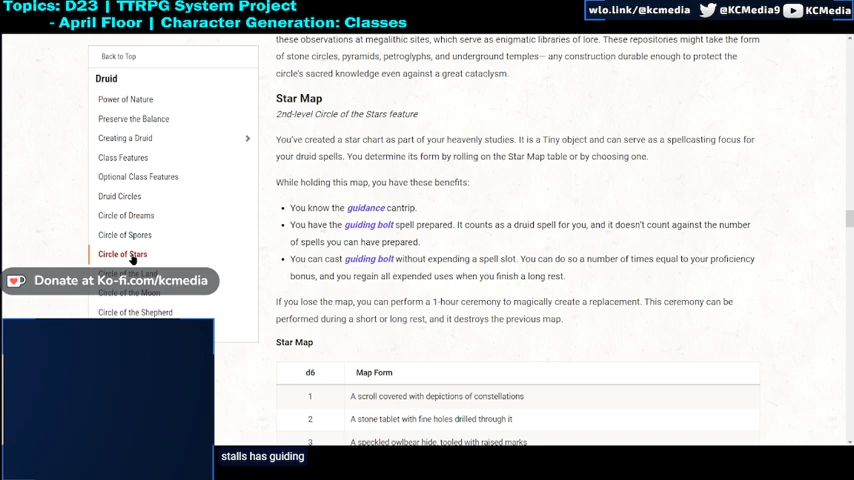 Topics: D23 | TTRPG System Project
- April Floor | Character Generation: Classes
wlo.link/@kcmedia @KCMedia9 KCMedia
Back to Top
Druid
Power of Nature
Preserve the Balance
Creating a Druid
Class Features
Optional Class Features
Druid Circles
Circle of Dreams
Circle of Spores
Circle of Stars
Circle of the Land
Donate at Ko-fi.com/kcmedia
Circle of the Moon
Circle of the Shepherd
these observations at megalithic sites, which serve as enigmatic libraries of lore. These repositories might take the form
of stone circles, pyramids, petroglyphs, and underground temples— any construction durable enough to protect the
circle's sacred knowledge even against a great cataclysm.
Star Map
2nd-level Circle of the Stars feature
You've created a star chart as part of your heavenly studies. It is a Tiny object and can serve as a spellcasting focus for
your druid spells. You determine its form by rolling on the Star Map table or by choosing one.
While holding this map, you have these benefits:
• You know the guidance cantrip.
• You have the guiding bolt spell prepared. It counts as a druid spell for you, and it doesn't count against the number
of spells you can have prepared.
• You can cast guiding bolt without expending a spell slot. You can do so a number of times equal to your proficiency
bonus, and you regain all expended uses when you finish a long rest.
If you lose the map, you can perform a 1-hour ceremony to magically create a replacement. This ceremony can be
performed during a short or long rest, and it destroys the previous map.
Star Map
d6 Map Form
1 A scroll covered with depictions of constellations
2 A stone tablet with fine holes drilled through it
3 A speckled owlbear hide, tooled with raised marks
stalls has guiding